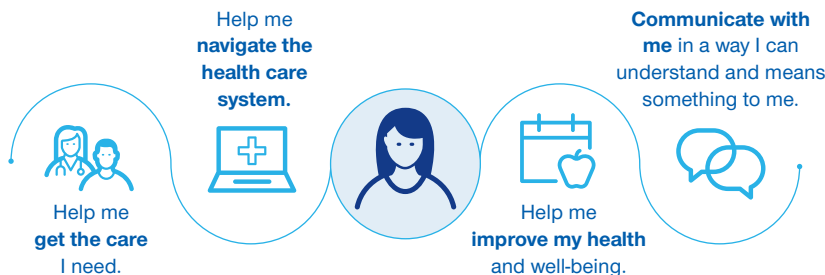 Help me
get the care
I need.
Help me
navigate the
health care
system.
Help me
improve my health
and well-being.
Communicate with
me in a way I can
understand and means
something to me.